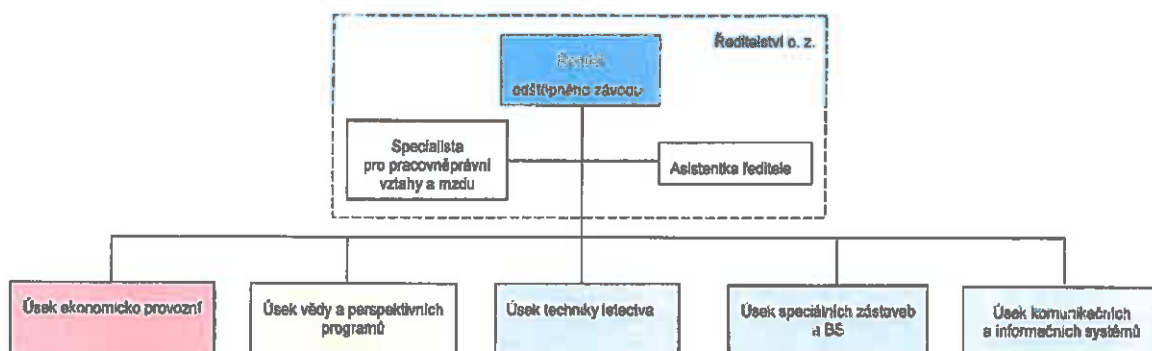 Ředitelství o. z.
Ředitel
odštěpného závodu
Specialista
pro pracovněprávní
vztahy a mzdu
Asistentka ředitele
Úsek ekonomicko provozní
Úsek vědy a perspektivních
programů
Úsek techniky letectva
Úsek speciálních zástaveb
a BS
Úsek komunikačních
a informačních systémů